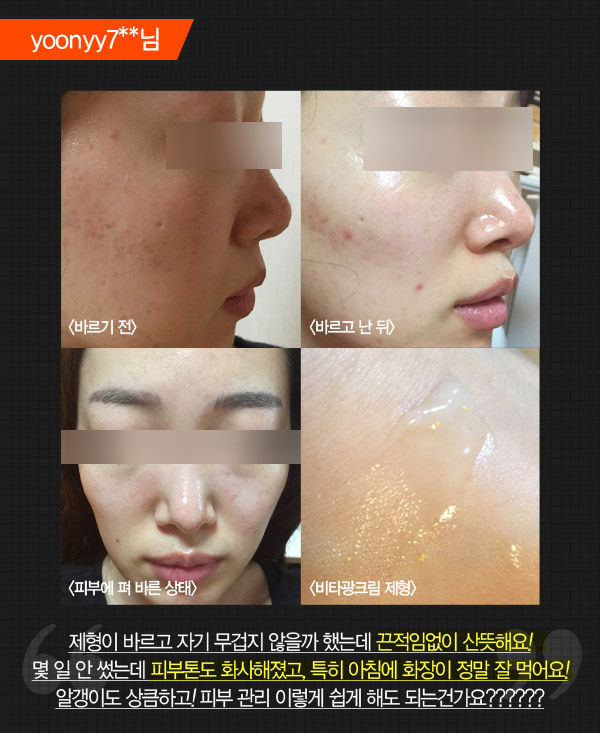 yoonyy7**님
<바르기 전>
<바르고 난 뒤>
<피부에 펴 바른 상태>
<비타광크림 제형>
제형이 바르고 자기 무겁지 않을까 했는데 끈적임없이 산뜻해요!
몇 일 안 썼는데 피부톤도 화사해졌고, 특히 아침에 화장이 정말 잘 먹어요!
알갱이도 상큼하고! 피부 관리 이렇게 쉽게 해도 되는건가요??????